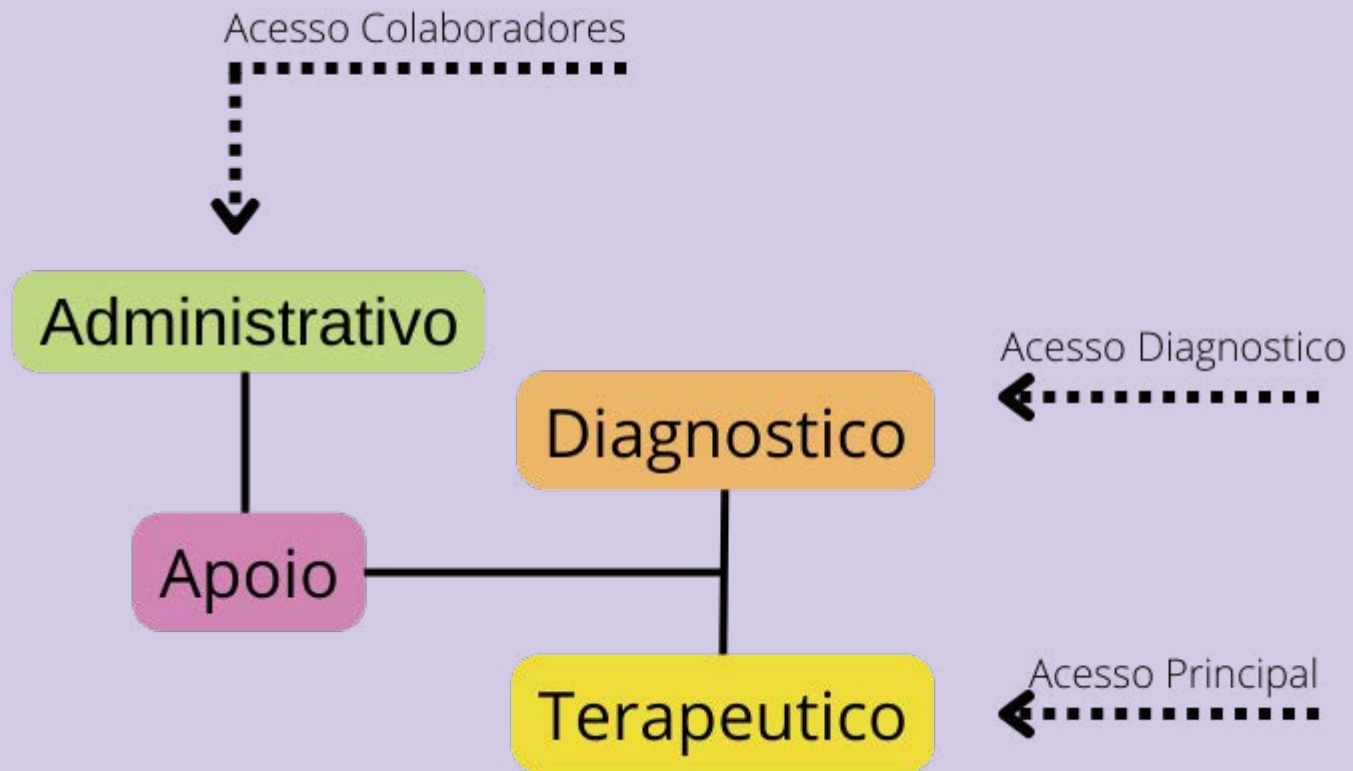 Acesso Colaboradores
Administrativo
Acesso Diagnostico
Diagnostico
Apoio
Acesso Principal
Terapeutico